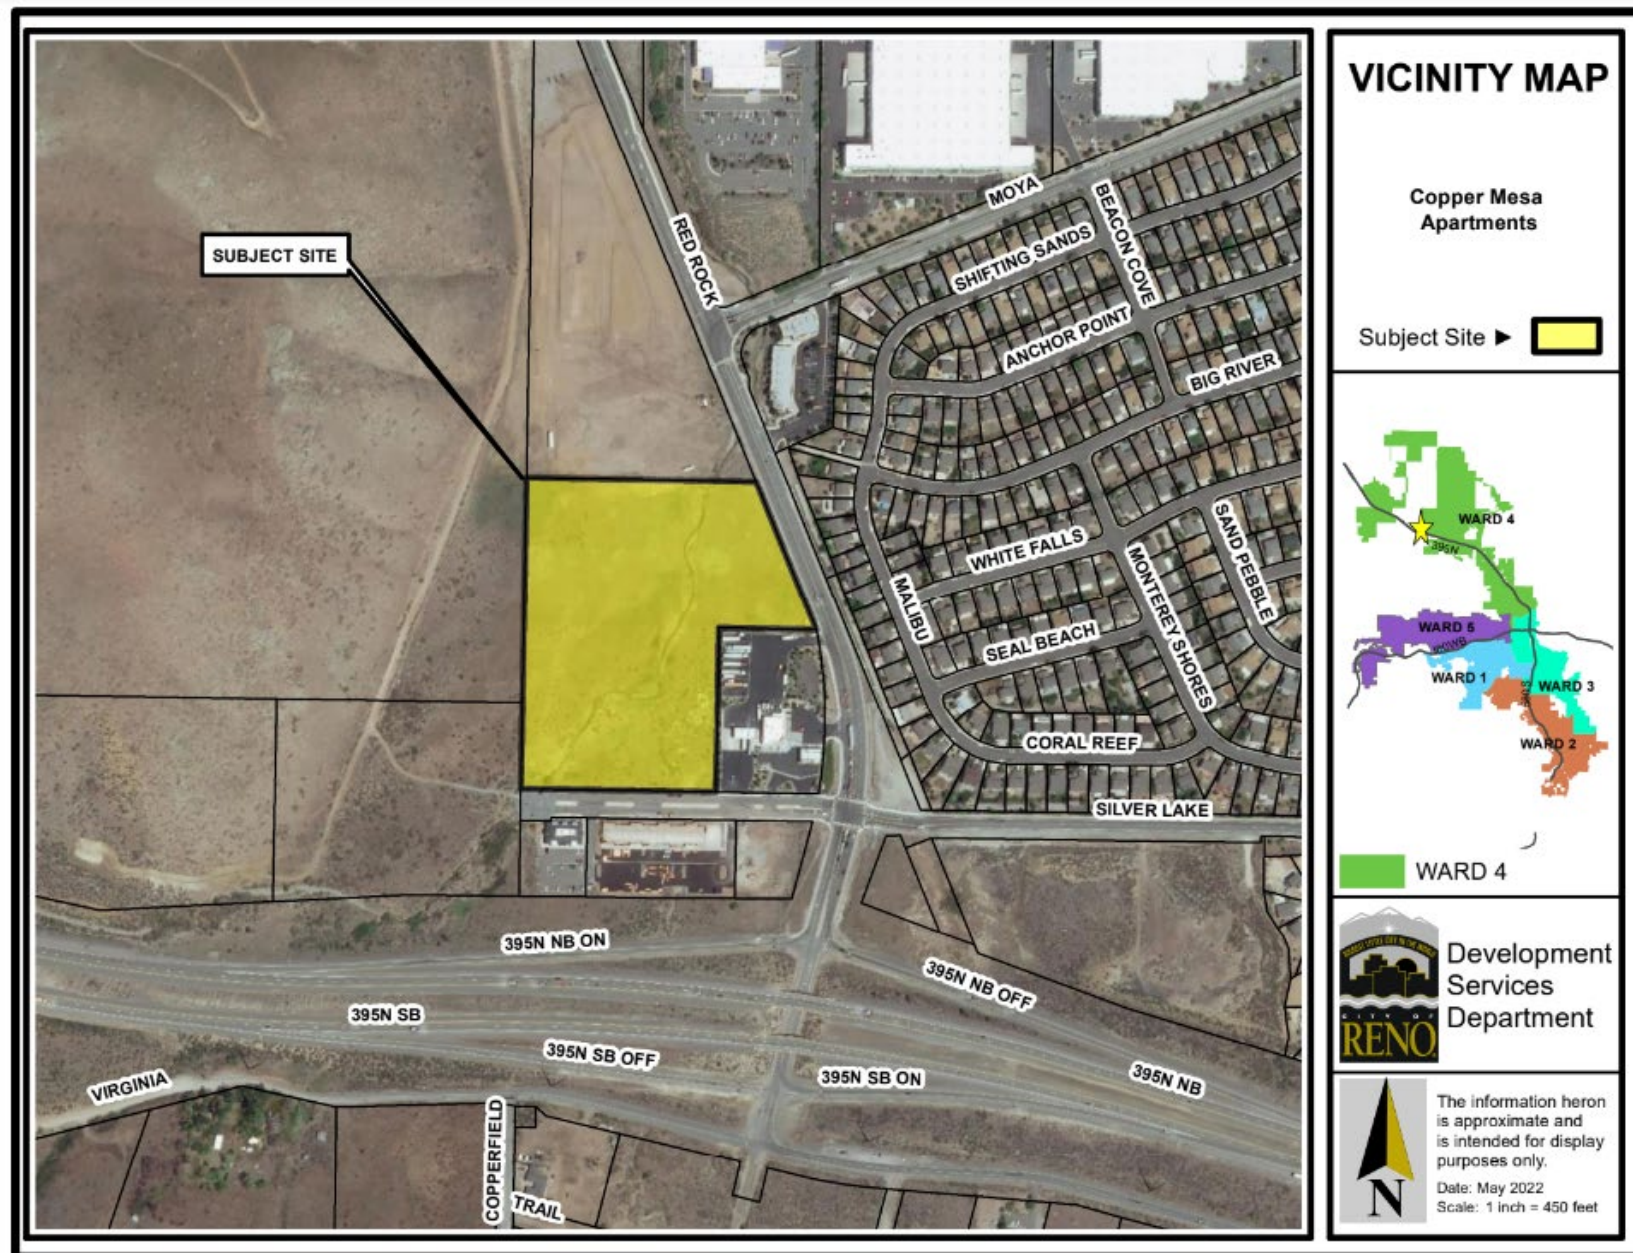 VICINITY MAP
Copper Mesa
Apartments
Subject Site ►
SUBJECT SITE
RED ROCK
MOYA
BEACON COVE
SHIFTING SANDS
ANCHOR POINT
BIG RIVER
WHITE FALLS
SAND PEBBLE
MALIBU
MONTEREY SHORES
SEAL BEACH
CORAL REEF
SILVER LAKE
395N NB ON
395N NB OFF
395N SB
395N SB OFF
395N SB ON
395N NB
VIRGINIA
COPPERFIELD
TRAIL
WARD 4
395N
WARD 5
WARD 1
WARD 3
WARD 2
WARD 4
CITY OF
RENO
Development
Services
Department
N
The information heron
is approximate and
is intended for display
purposes only.
Date: May 2022
Scale: 1 inch = 450 feet